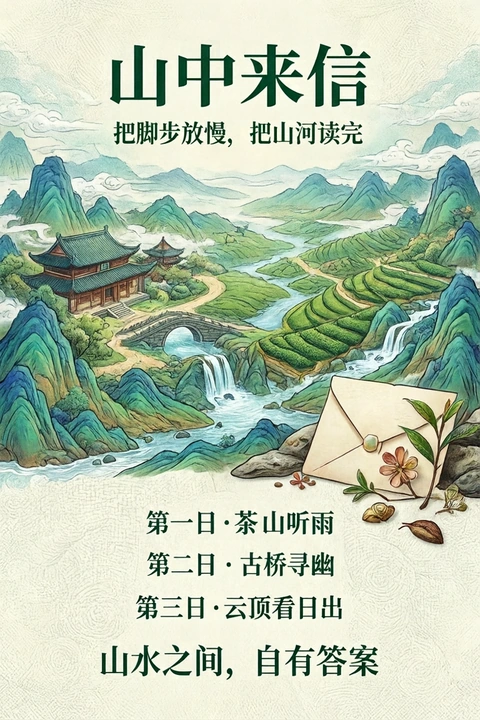 山中来信
把脚步放慢，把山河读完
第一日·茶山听雨
第二日·古桥寻幽
第三日·云顶看日出
山水之间，自有答案